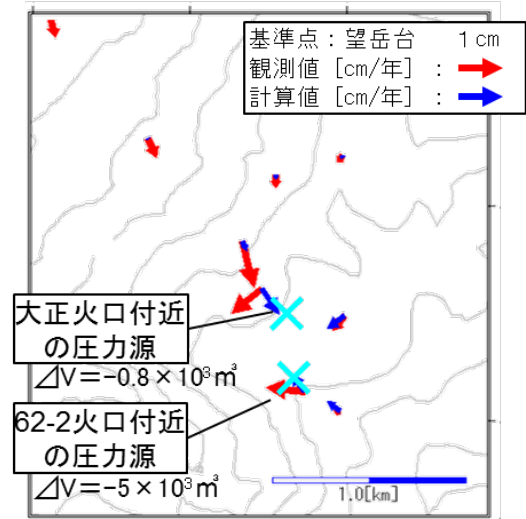 基準点：望岳台 1cm
観測値 [cm/年] ：
計算値 [cm/年] ：
大正火口付近
の圧力源
⊿V＝-0.8×10³㎥
62-2火口付近
の圧力源
⊿V＝-5×10³㎥
1.0[km]